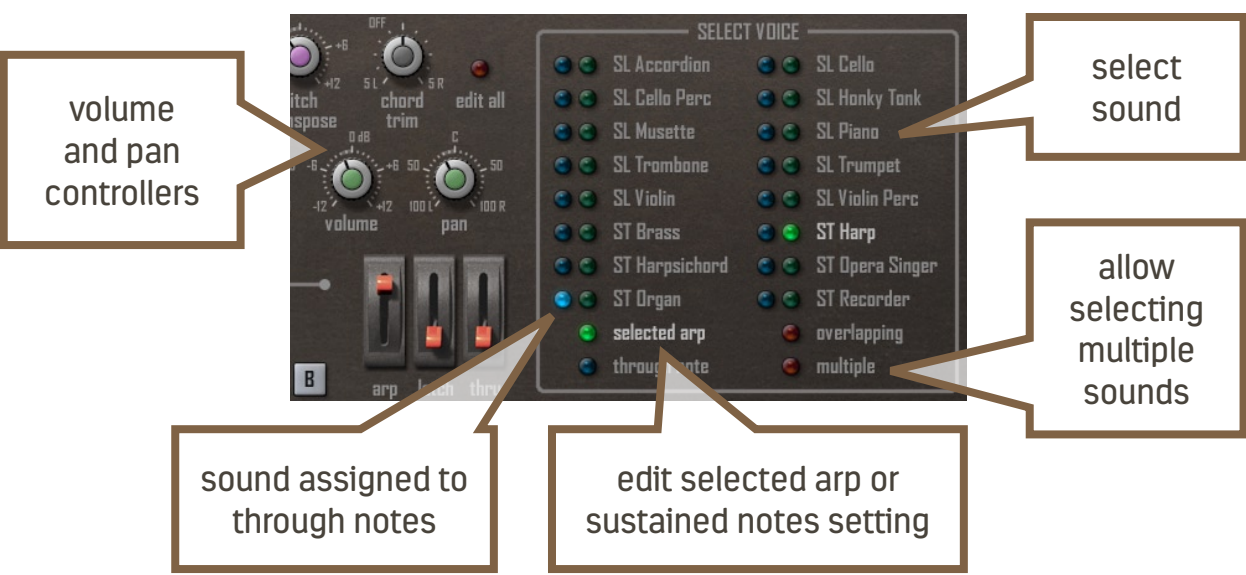 volume
and pan
controllers
OFF
+6
+12
5 L
5 R
chord
trim
edit all
0 dB
-6
+6
-12
+12
volume
C
50
50
100 L
100 R
pan
arp
thru
B
SELECT VOICE
SL Accordion
SL Cello Perc
SL Musette
SL Trombone
SL Violin
ST Brass
ST Harpsichord
ST Organ
selected arp
through note
SL Cello
SL Honky Tonk
SL Piano
SL Trumpet
SL Violin Perc
ST Harp
ST Opera Singer
ST Recorder
overlapping
multiple
select
sound
allow
selecting
multiple
sounds
sound assigned to
through notes
edit selected arp or
sustained notes setting